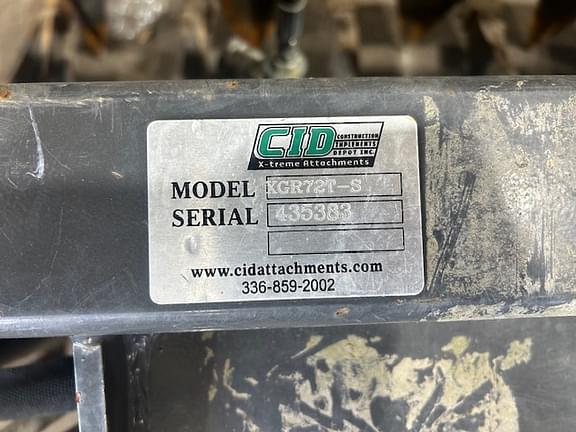 CID CONSTRUCTION
IMPLEMENTS
DEPOT INC.
X-treme Attachments
MODEL XGR72T-S
SERIAL 435383
www.cidattachments.com
336-859-2002